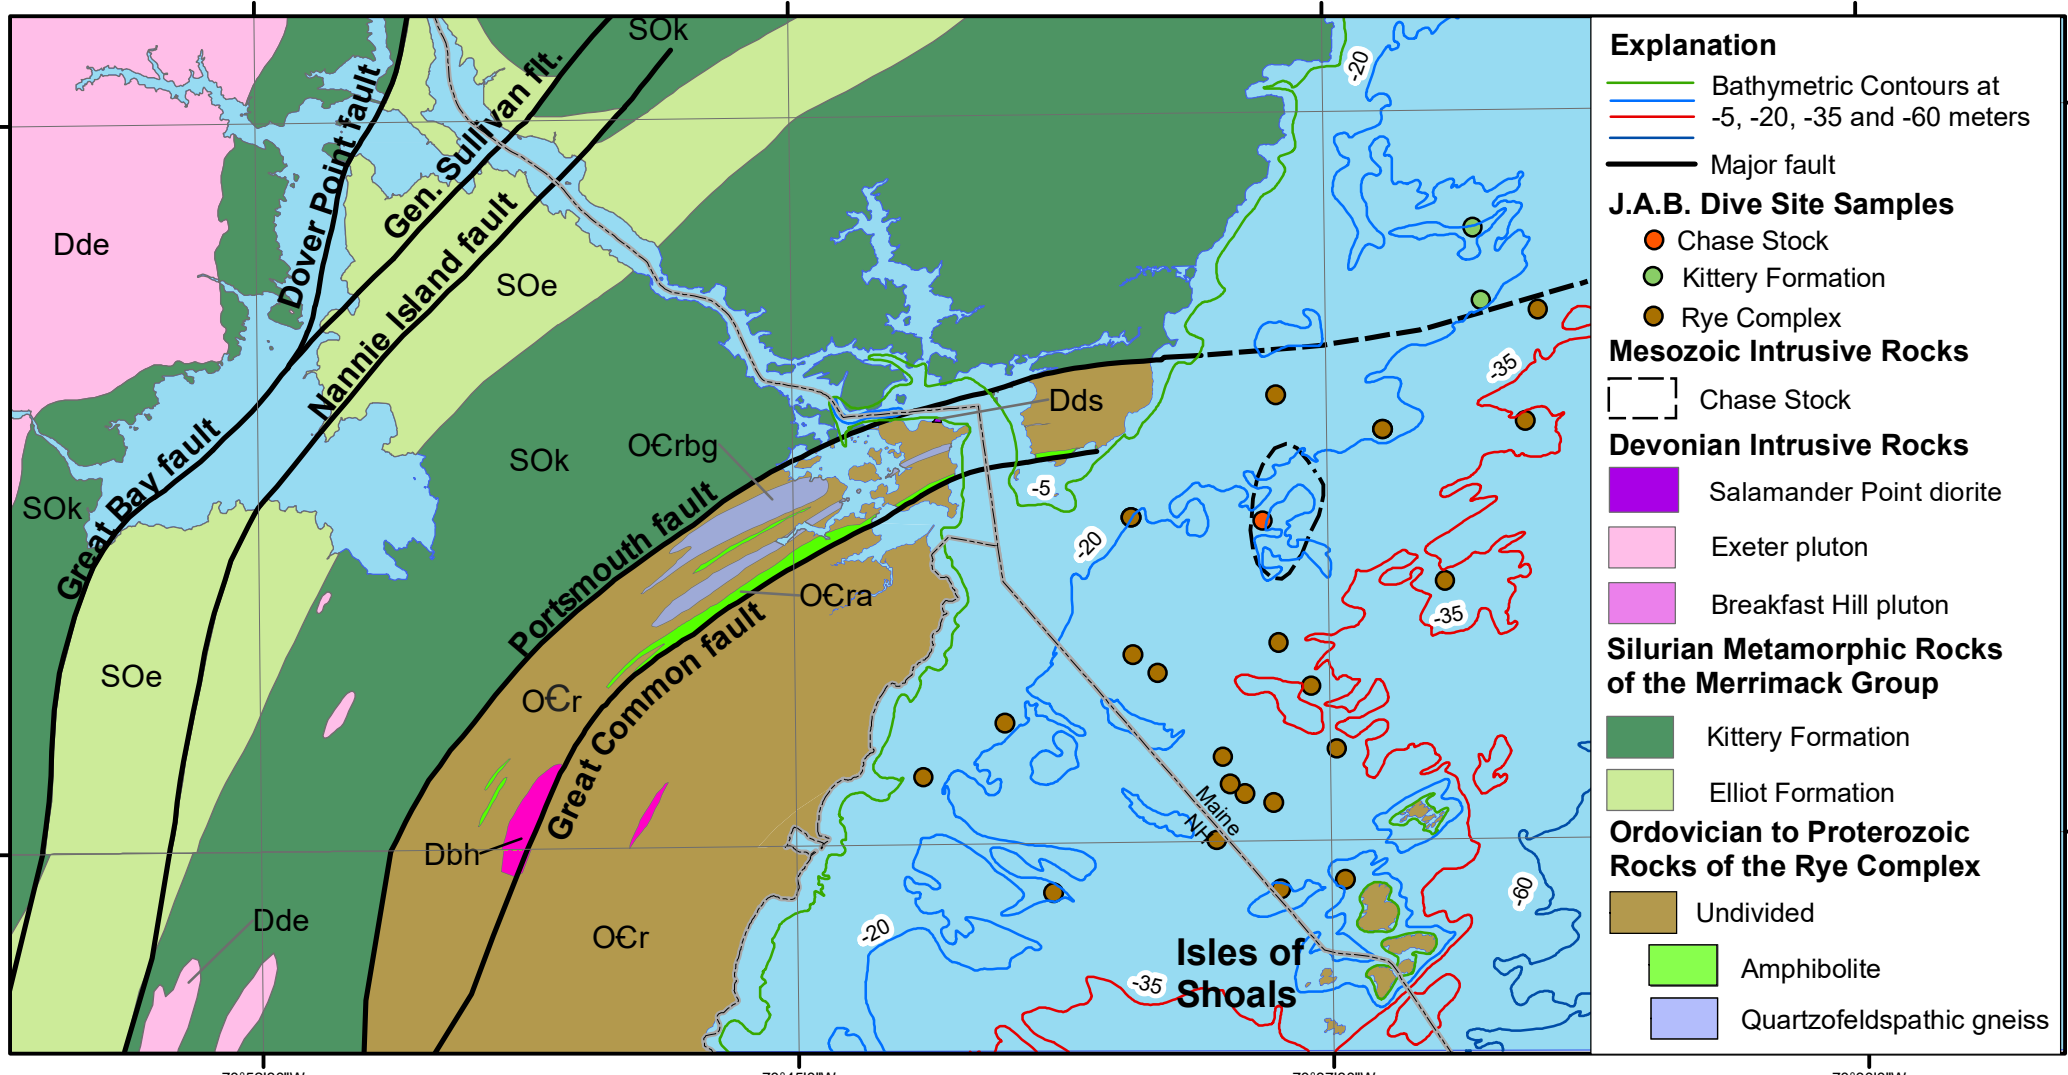 SOk
Dover Point fault
Gen. Sullivan flt.
Dde
Nannie Island fault
SOe
Great Bay fault
SOk
SOk
OЄrbg
Dds
-20
-35
-5
-20
Portsmouth fault
OЄra
-35
SOe
OЄr
Great Common fault
Dbh
Maine
NH
Dde
OЄr
-20
-60
-35
Isles of
Shoals
Explanation
Bathymetric Contours at
-5, -20, -35 and -60 meters
Major fault
J.A.B. Dive Site Samples
Chase Stock
Kittery Formation
Rye Complex
Mesozoic Intrusive Rocks
Chase Stock
Devonian Intrusive Rocks
Salamander Point diorite
Exeter pluton
Breakfast Hill pluton
Silurian Metamorphic Rocks
of the Merrimack Group
Kittery Formation
Elliot Formation
Ordovician to Proterozoic
Rocks of the Rye Complex
Undivided
Amphibolite
Quartzofeldspathic gneiss